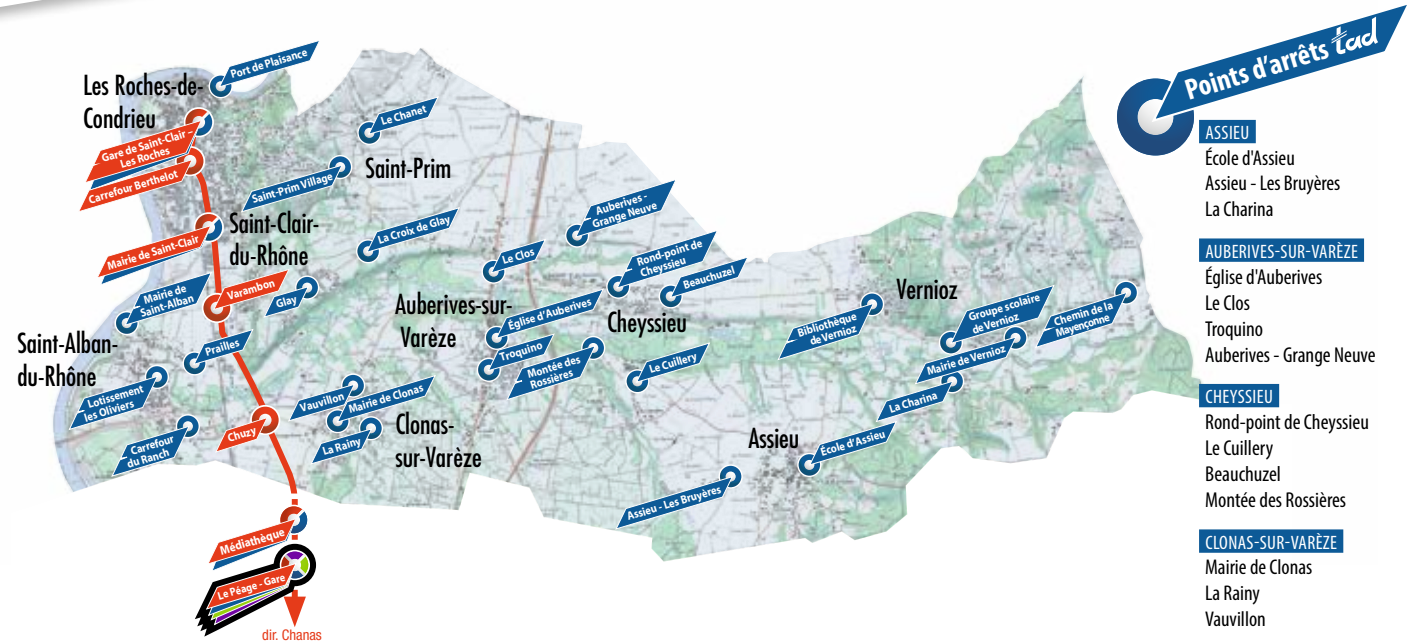 Port de Plaisance
Les Roches-de-
Condrieu
Le Chanet
Gare de Saint-Clair –
Les Roches
Carrefour Berthelot
Saint-Prim Village
Saint-Prim
Mairie de Saint-Clair
Saint-Clair-
du-Rhône
La Croix de Glay
Auberives -
Grange Neuve
Le Clos
Rond-point de
Cheyssieu
Beauchuzel
Mairie de
Saint-Alban
Varambon
Glay
Auberives-sur-
Varèze
Église d'Auberives
Cheyssieu
Vernioz
Bibliothèque
de Vernioz
Groupe scolaire
de Vernioz
Chemin de la
Mayençonne
Mairie de Vernioz
Saint-Alban-
du-Rhône
Prailles
Troquino
Montée des
Rossières
Le Cuillery
Lotissement
les Oliviers
Vauvillon
Mairie de Clonas
La Charina
Carrefour
du Ranch
Chuzy
La Rainy
Clonas-
sur-Varèze
Assieu
École d'Assieu
Assieu - Les Bruyères
Médiathèque
Le Péage - Gare
dir. Chanas
Points d'arrêts tad
ASSIEU
École d'Assieu
Assieu - Les Bruyères
La Charina
AUBERIVES-SUR-VARÈZE
Église d'Auberives
Le Clos
Troquino
Auberives - Grange Neuve
CHEYSSIEU
Rond-point de Cheyssieu
Le Cuillery
Beauchuzel
Montée des Rossières
CLONAS-SUR-VARÈZE
Mairie de Clonas
La Rainy
Vauvillon